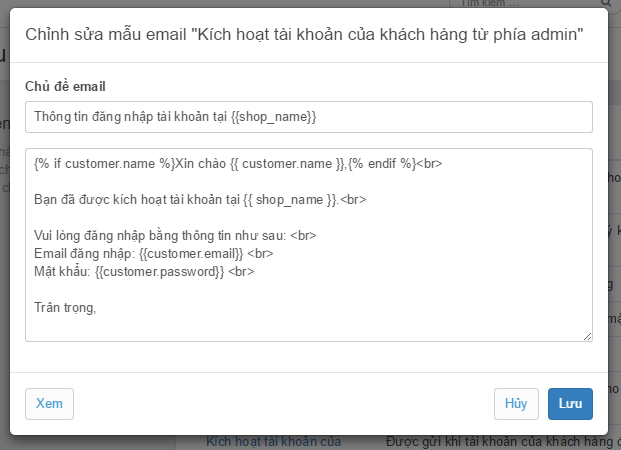 Tìm kiếm ...
Chỉnh sửa mẫu email "Kích hoạt tài khoản của khách hàng từ phía admin"
Chủ đề email
Thông tin đăng nhập tài khoản tại {{shop_name}}
{% if customer.name %}Xin chào {{ customer.name }},{% endif %}<br>
Bạn đã được kích hoạt tài khoản tại {{ shop_name }}.<br>
Vui lòng đăng nhập bằng thông tin như sau: <br>
Email đăng nhập: {{customer.email}} <br>
Mật khẩu: {{customer.password}} <br>
Trân trọng,
Xem
Hủy
Lưu
Kích hoạt tài khoản của
Được gửi khi tài khoản của khách hàng